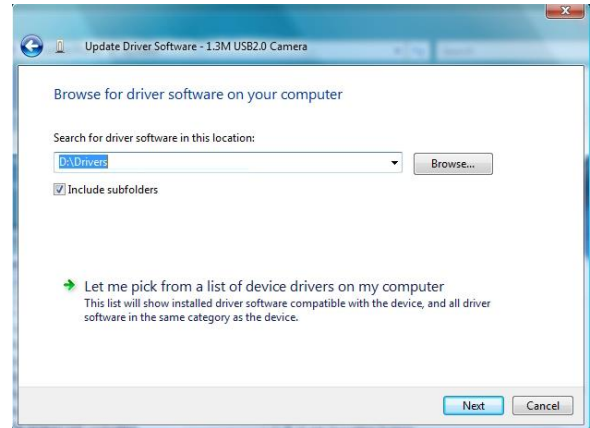 Update Driver Software - 1.3M USB2.0 Camera
Browse for driver software on your computer
Search for driver software in this location:
D:\Drivers
Browse...
Include subfolders
Let me pick from a list of device drivers on my computer
This list will show installed driver software compatible with the device, and all driver
software in the same category as the device.
Next
Cancel